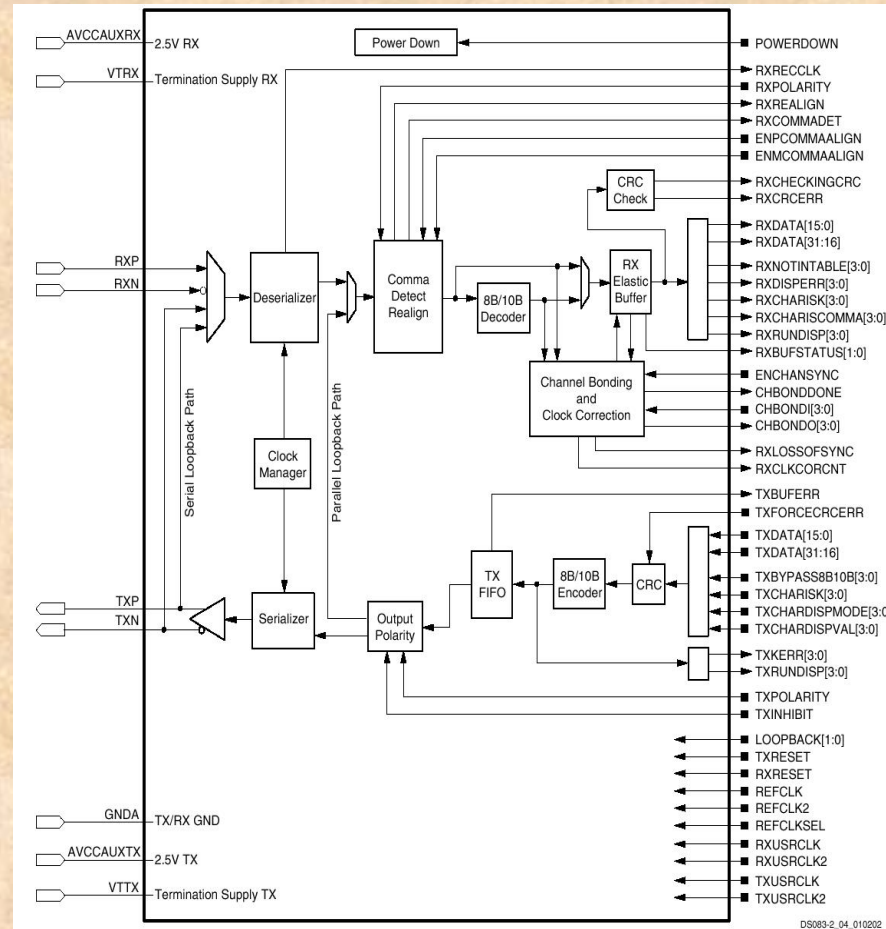 AVCCAUXRX
2.5V RX
VTRX
Termination Supply RX
Power Down
POWERDOWN
RXRECCLK
RXPOLARITY
RXREALIGN
RXCOMMADET
ENPCOMMAALIGN
ENMCOMMAALIGN
CRC
Check
RXCHECKINGCRC
RXCRCERR
RXDATA[15:0]
RXDATA[31:16]
RXNOTINTABLE[3:0]
RXDISPERR[3:0]
RXCHARISK[3:0]
RXCHARISCOMMA[3:0]
RXRUNDISP[3:0]
RXBUFSTATUS[1:0]
RXP
RXN
Deserializer
Comma
Detect
Realign
8B/10B
Decoder
RX
Elastic
Buffer
Channel Bonding
and
Clock Correction
ENCHANSYNC
CHBONDDONE
CHBONDI[3:0]
CHBONDO[3:0]
RXLOSSOFSYNC
RXCLKCORCNT
Serial Loopback Path
Clock
Manager
Parallel Loopback Path
TXBUFERR
TXFORCECRCERR
TXDATA[15:0]
TXDATA[31:16]
TXBYPASS8B10B[3:0]
TXCHARISK[3:0]
TXCHARDISPMODE[3:0
TXCHARDISPVAL[3:0]
TXKERR[3:0]
TXRUNDISP[3:0]
TXP
TXN
Serializer
Output
Polarity
TX
FIFO
8B/10B
Encoder
CRC
TXPOLARITY
TXINHIBIT
LOOPBACK[1:0]
TXRESET
RXRESET
REFCLK
REFCLK2
REFCLKSEL
RXUSRCLK
RXUSRCLK2
TXUSRCLK
TXUSRCLK2
GNDA
TX/RX GND
AVCCAUXTX
2.5V TX
VTTX
Termination Supply TX
DS083-2_04_010202